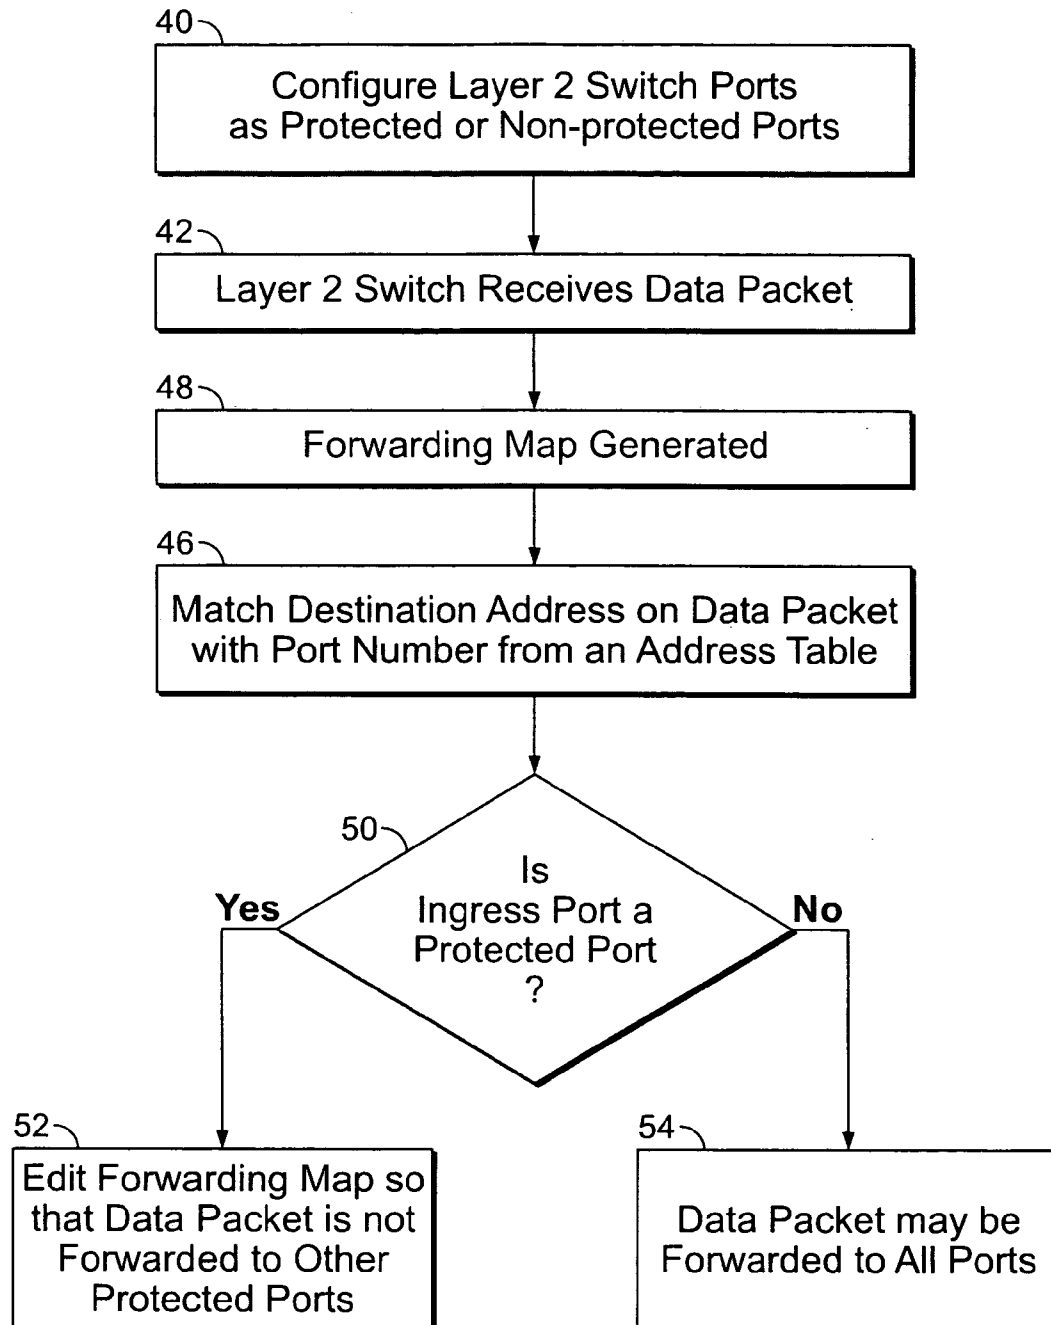 40
Configure Layer 2 Switch Ports
as Protected or Non-protected Ports
42
Layer 2 Switch Receives Data Packet
48
Forwarding Map Generated
46
Match Destination Address on Data Packet
with Port Number from an Address Table
50
Is
Ingress Port a
Protected Port
?
Yes
No
52
Edit Forwarding Map so
that Data Packet is not
Forwarded to Other
Protected Ports
54
Data Packet may be
Forwarded to All Ports